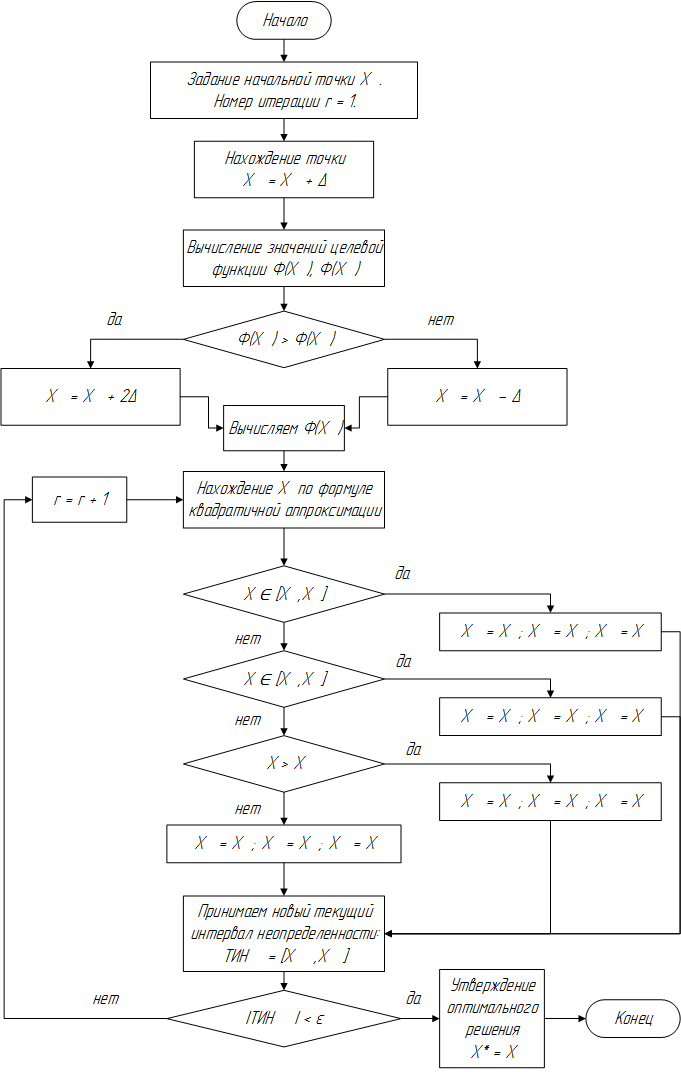 Начало
Задание начальной точки X .
Номер итерации r = 1.
Нахождение точки
X = X + Δ
Вычисление значений целевой
функции Ф(X ), Ф(X )
да
нет
Ф(X ) > Ф(X )
X = X + 2Δ
X = X – Δ
Вычисляем Ф(X )
r = r + 1
Нахождение X по формуле
квадратичной аппроксимации
да
X ∈ [X , X ]
X = X ; X = X ; X = X
нет
да
X ∈ [X , X ]
X = X ; X = X ; X = X
нет
да
X > X
X = X ; X = X ; X = X
нет
X = X ; X = X ; X = X
Принимаем новый текущий
интервал неопределенности:
ТИН = [X , X ]
нет
да
|ТИН | < ε
Утверждение
оптимального
решения
X* = X
Конец